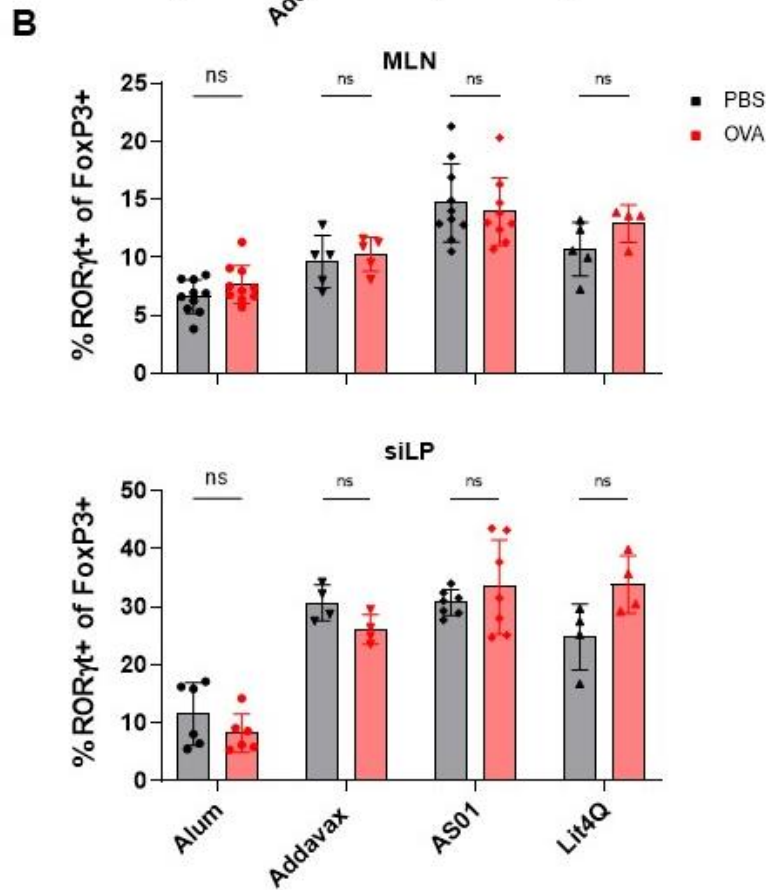 Add
B
MLN
ns ns ns ns
PBS
OVA
%RORγt+ of FoxP3+
25
20
15
10
5
0
siLP
ns ns ns ns
%RORγt+ of FoxP3+
50
40
30
20
10
0
Alum Addavax AS01 Lit4Q